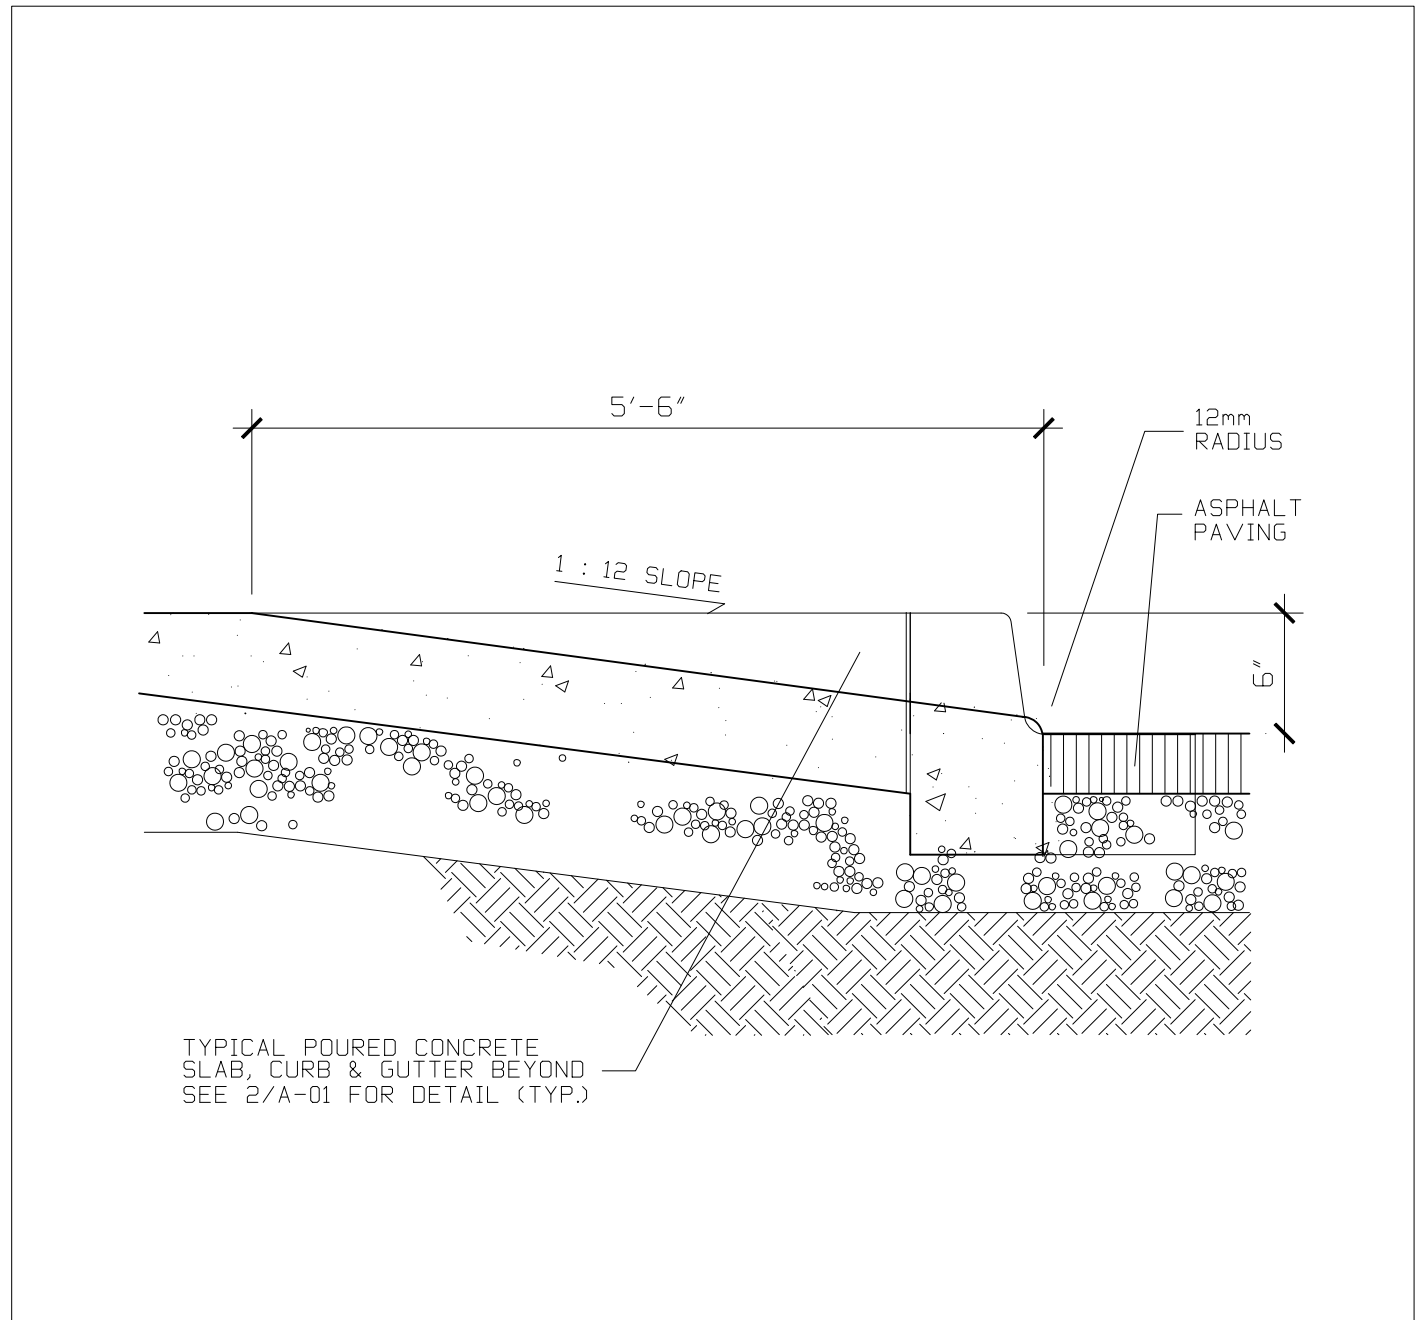 5'-6"
12mm
RADIUS
ASPHALT
PAVING
1 : 12 SLOPE
6"
TYPICAL POURED CONCRETE
SLAB, CURB & GUTTER BEYOND
SEE 2/A-01 FOR DETAIL (TYP.)